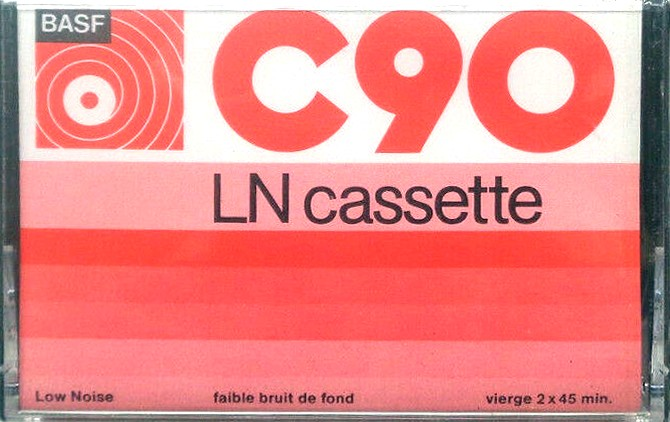 BASF
C90
LN cassette
Low Noise faible bruit de fond vierge 2 x 45 min.